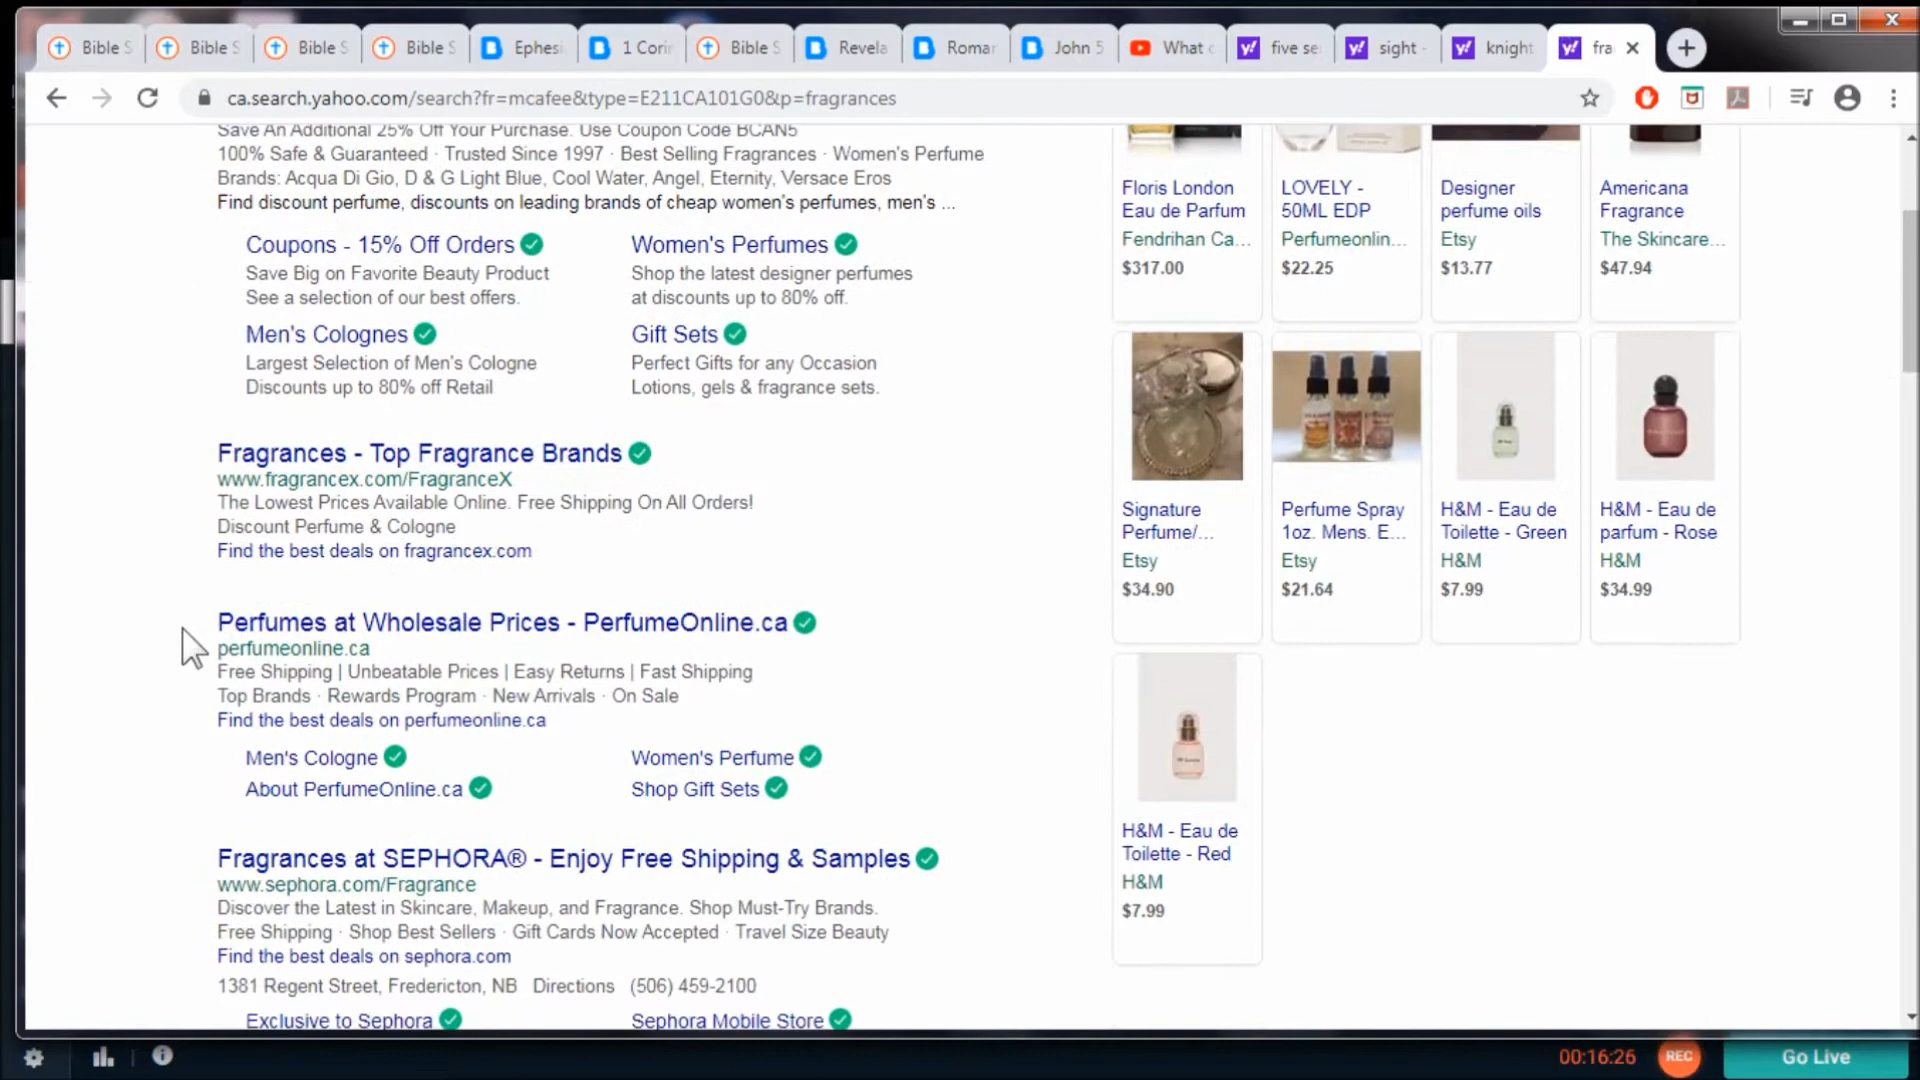 Bible S
Bible S
Bible S
Bible S
Ephesi
1 Corin
Bible S
Revela
Roman
John 5
What
five se
sight -
knight
fra
ca.search.yahoo.com/search?fr=mcafee&type=E211CA101G0&p=fragrances
Save An Additional 25% Off Your Purchase. Use Coupon Code BCAN5
100% Safe & Guaranteed · Trusted Since 1997 · Best Selling Fragrances · Women's Perfume
Brands: Acqua Di Gio, D & G Light Blue, Cool Water, Angel, Eternity, Versace Eros
Find discount perfume, discounts on leading brands of cheap women's perfumes, men's ...
Coupons - 15% Off Orders
Save Big on Favorite Beauty Product
See a selection of our best offers.
Women's Perfumes
Shop the latest designer perfumes
at discounts up to 80% off.
Men's Colognes
Largest Selection of Men's Cologne
Discounts up to 80% off Retail
Gift Sets
Perfect Gifts for any Occasion
Lotions, gels & fragrance sets.
Fragrances - Top Fragrance Brands
www.fragrancex.com/FragranceX
The Lowest Prices Available Online. Free Shipping On All Orders!
Discount Perfume & Cologne
Find the best deals on fragrancex.com
Perfumes at Wholesale Prices - PerfumeOnline.ca
perfumeonline.ca
Free Shipping | Unbeatable Prices | Easy Returns | Fast Shipping
Top Brands · Rewards Program · New Arrivals · On Sale
Find the best deals on perfumeonline.ca
Men's Cologne
Women's Perfume
About PerfumeOnline.ca
Shop Gift Sets
Fragrances at SEPHORA® - Enjoy Free Shipping & Samples
www.sephora.com/Fragrance
Discover the Latest in Skincare, Makeup, and Fragrance. Shop Must-Try Brands.
Free Shipping · Shop Best Sellers · Gift Cards Now Accepted · Travel Size Beauty
Find the best deals on sephora.com
1381 Regent Street, Fredericton, NB Directions (506) 459-2100
Exclusive to Sephora
Sephora Mobile Store
Floris London
Eau de Parfum
Fendrihan Ca...
$317.00
LOVELY -
50ML EDP
Perfumeonlin...
$22.25
Designer
perfume oils
Etsy
$13.77
Americana
Fragrance
The Skincare...
$47.94
Signature
Perfume/...
Etsy
$34.90
Perfume Spray
1oz. Mens. E...
Etsy
$21.64
H&M - Eau de
Toilette - Green
H&M
$7.99
H&M - Eau de
parfum - Rose
H&M
$34.99
H&M - Eau de
Toilette - Red
H&M
$7.99
00:16:26
REC
Go Live